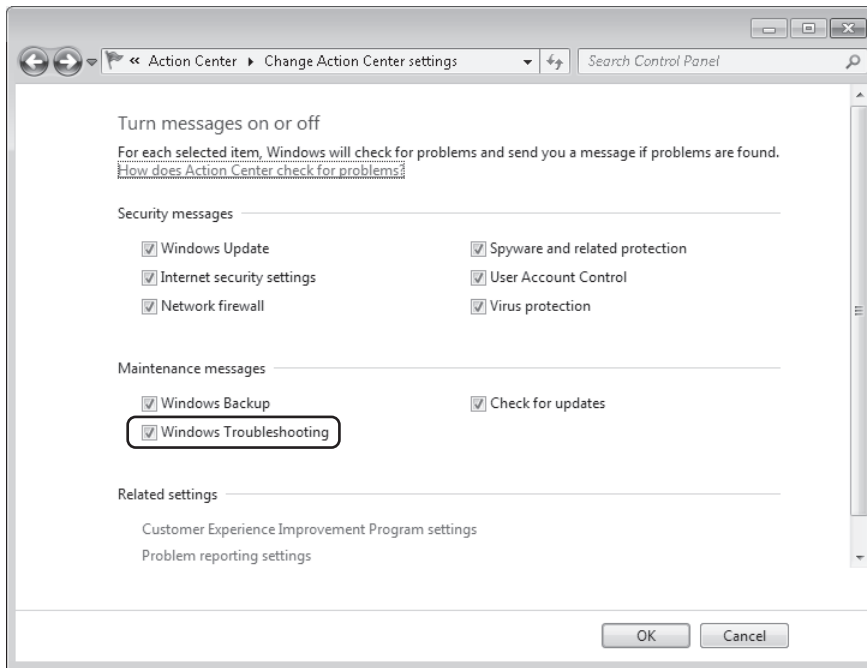 « Action Center ▸ Change Action Center settings
Search Control Panel
Turn messages on or off
For each selected item, Windows will check for problems and send you a message if problems are found.
How does Action Center check for problems?
Security messages
Windows Update
Spyware and related protection
Internet security settings
User Account Control
Network firewall
Virus protection
Maintenance messages
Windows Backup
Check for updates
Windows Troubleshooting
Related settings
Customer Experience Improvement Program settings
Problem reporting settings
OK
Cancel